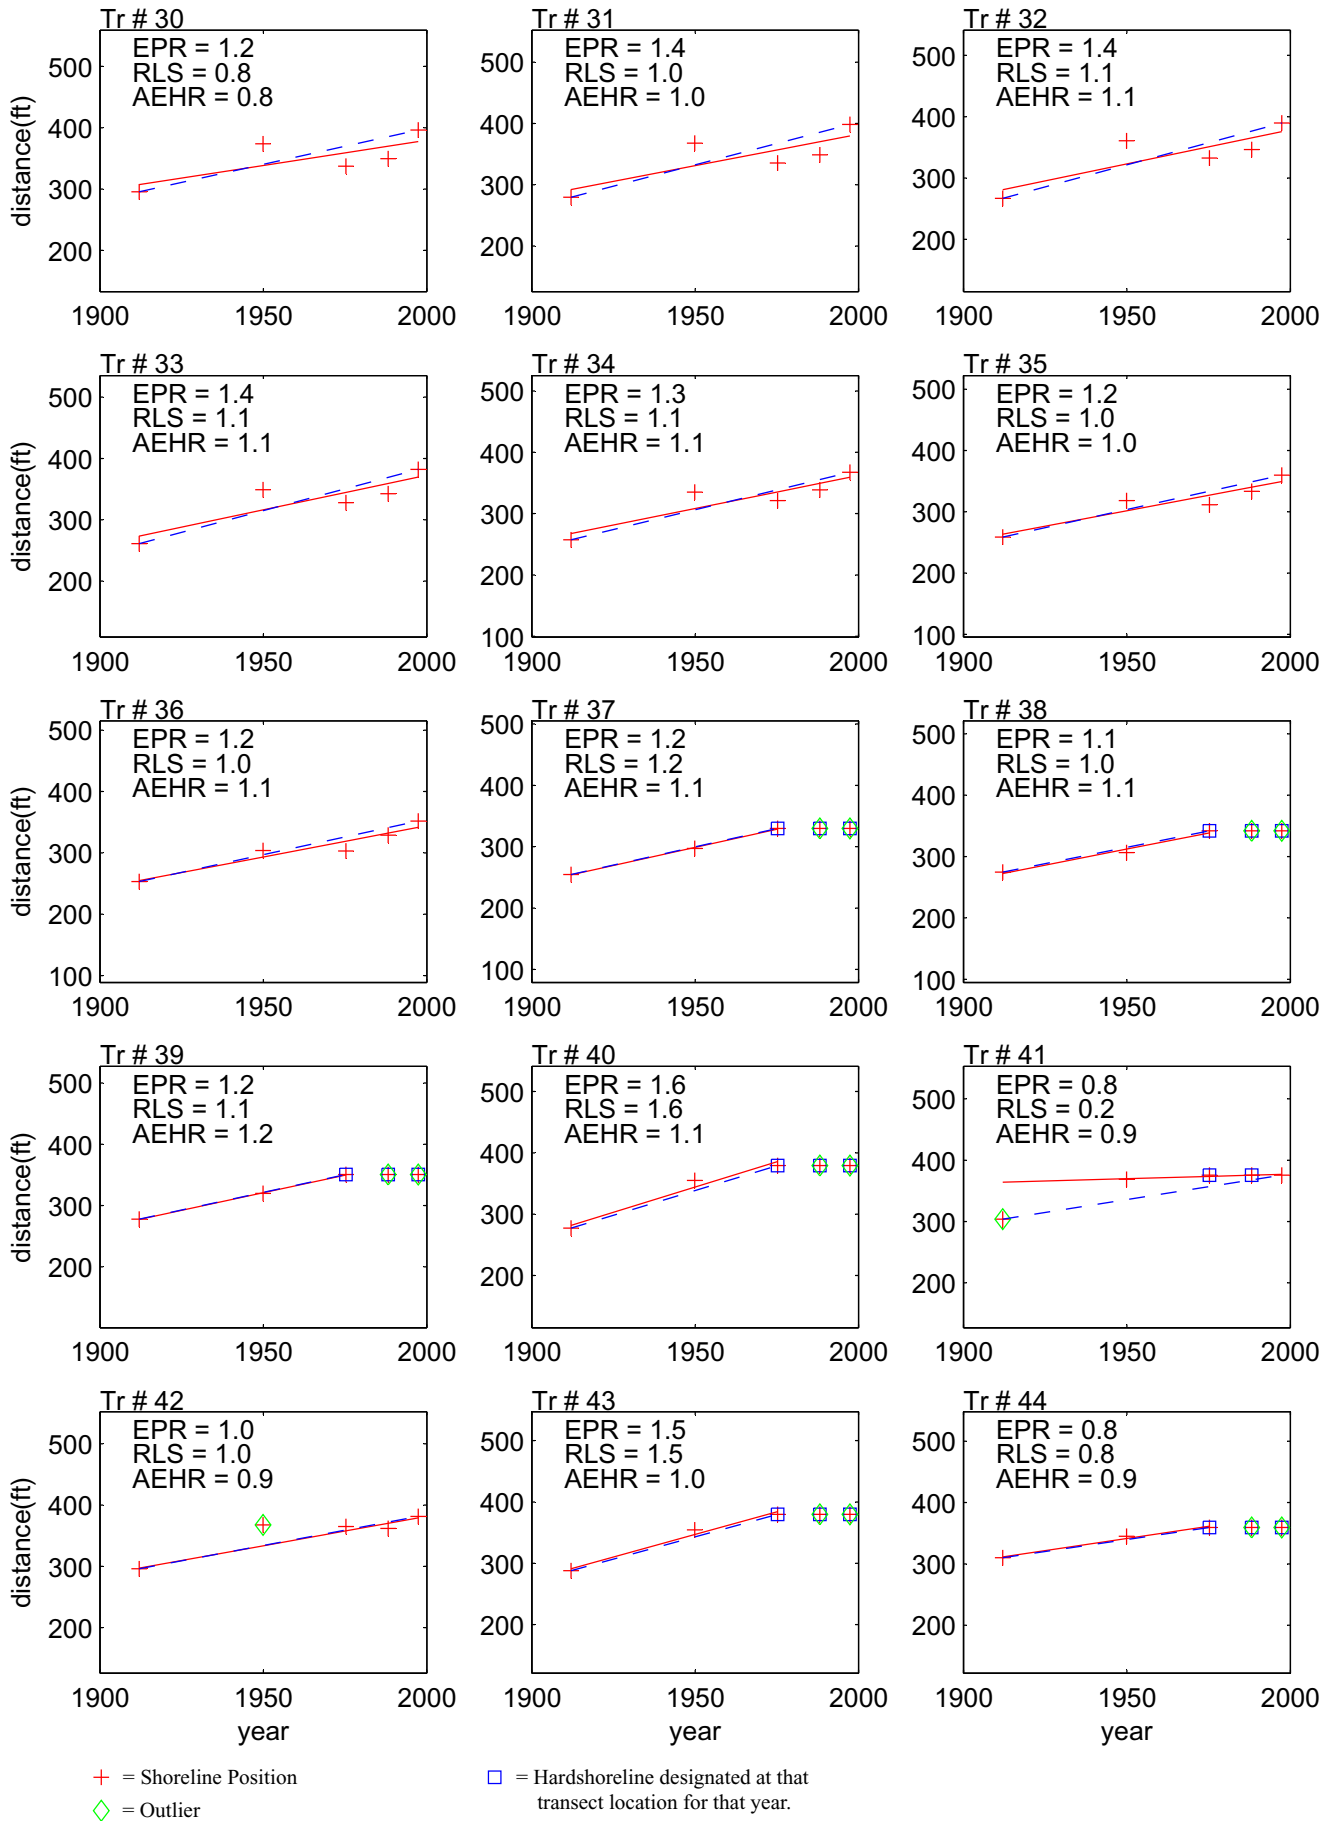 Tr # 30
EPR = 1.2
RLS = 0.8
AEHR = 0.8
500
400
300
200
distance(ft)
1900 1950 2000
Tr # 31
EPR = 1.4
RLS = 1.0
AEHR = 1.0
500
400
300
200
1900 1950 2000
Tr # 32
EPR = 1.4
RLS = 1.1
AEHR = 1.1
500
400
300
200
1900 1950 2000
Tr # 33
EPR = 1.4
RLS = 1.1
AEHR = 1.1
500
400
300
200
distance(ft)
1900 1950 2000
Tr # 34
EPR = 1.3
RLS = 1.1
AEHR = 1.1
500
400
300
200
100
1900 1950 2000
Tr # 35
EPR = 1.2
RLS = 1.0
AEHR = 1.0
500
400
300
200
100
1900 1950 2000
Tr # 36
EPR = 1.2
RLS = 1.0
AEHR = 1.1
500
400
300
200
100
distance(ft)
1900 1950 2000
Tr # 37
EPR = 1.2
RLS = 1.2
AEHR = 1.1
500
400
300
200
100
1900 1950 2000
Tr # 38
EPR = 1.1
RLS = 1.0
AEHR = 1.1
500
400
300
200
100
1900 1950 2000
Tr # 39
EPR = 1.2
RLS = 1.1
AEHR = 1.2
500
400
300
200
distance(ft)
1900 1950 2000
Tr # 40
EPR = 1.6
RLS = 1.6
AEHR = 1.1
500
400
300
200
1900 1950 2000
Tr # 41
EPR = 0.8
RLS = 0.2
AEHR = 0.9
500
400
300
200
1900 1950 2000
Tr # 42
EPR = 1.0
RLS = 1.0
AEHR = 0.9
500
400
300
200
distance(ft)
1900 1950 2000
year
Tr # 43
EPR = 1.5
RLS = 1.5
AEHR = 1.0
500
400
300
200
1900 1950 2000
year
Tr # 44
EPR = 0.8
RLS = 0.8
AEHR = 0.9
500
400
300
200
1900 1950 2000
year
= Shoreline Position
= Outlier
= Hardshoreline designated at that
transect location for that year.